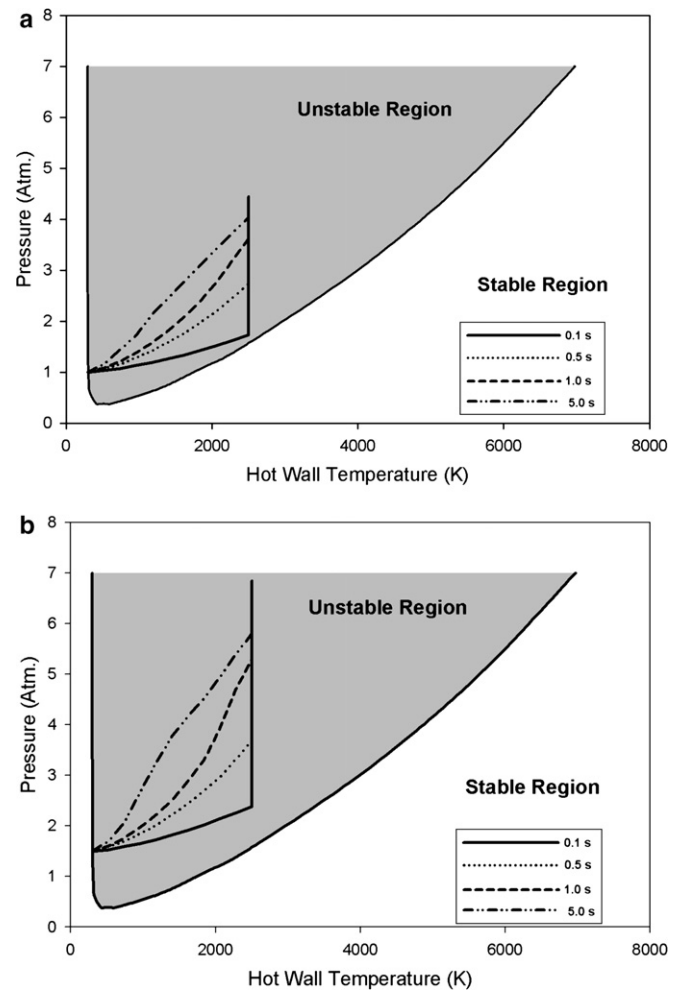 a
8
7
6
5
4
3
2
1
0
Pressure (Atm.)
Unstable Region
Stable Region
0.1 s
0.5 s
1.0 s
5.0 s
0 2000 4000 6000 8000
Hot Wall Temperature (K)
b
8
7
6
5
4
3
2
1
0
Pressure (Atm.)
Unstable Region
Stable Region
0.1 s
0.5 s
1.0 s
5.0 s
0 2000 4000 6000 8000
Hot Wall Temperature (K)